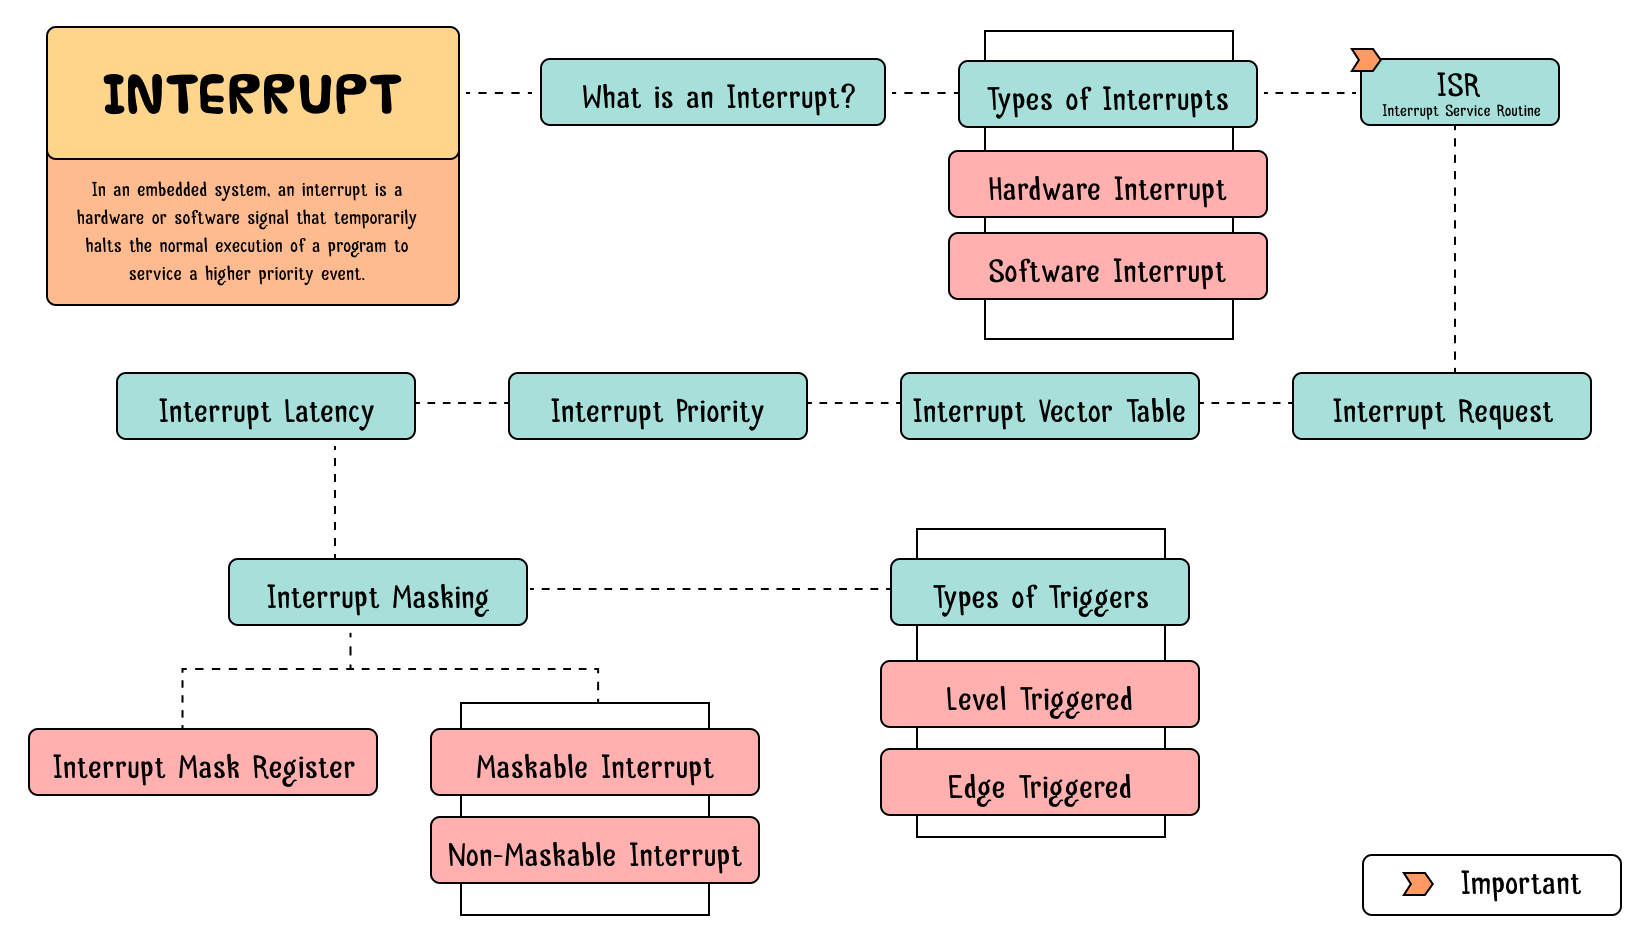 INTERRUPT
In an embedded system, an interrupt is a
hardware or software signal that temporarily
halts the normal execution of a program to
service a higher priority event.
What is an Interrupt?
Types of Interrupts
Hardware Interrupt
Software Interrupt
ISR
Interrupt Service Routine
Interrupt Request
Interrupt Vector Table
Interrupt Priority
Interrupt Latency
Interrupt Masking
Interrupt Mask Register
Maskable Interrupt
Non-Maskable Interrupt
Types of Triggers
Level Triggered
Edge Triggered
Important